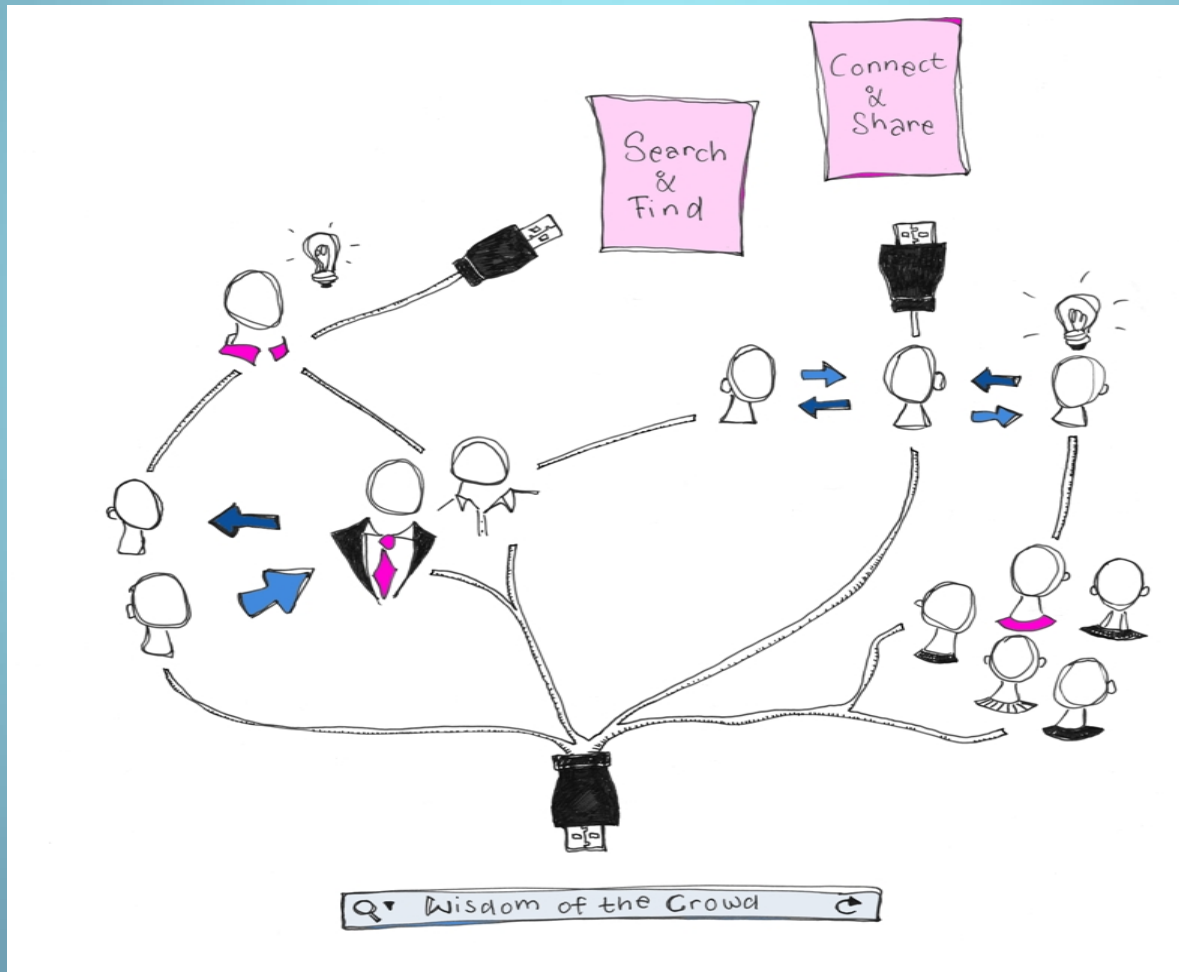 Connect
&
Share
Search
&
Find
Wisdom of the Crowd